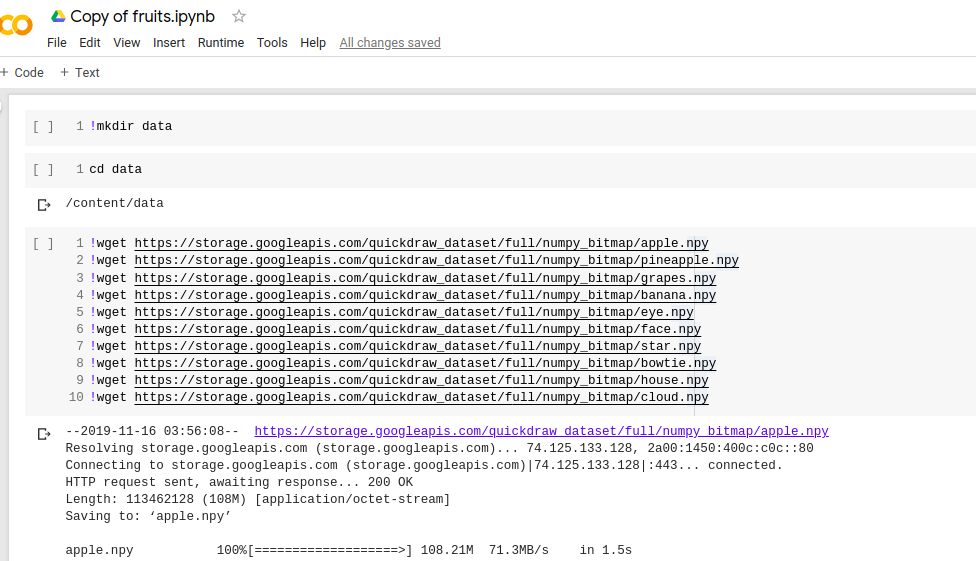 Copy of fruits.ipynb
File Edit View Insert Runtime Tools Help All changes saved
+ Code + Text
[ ] 1 !mkdir data
[ ] 1 cd data
/content/data
[ ] 1 !wget https://storage.googleapis.com/quickdraw_dataset/full/numpy_bitmap/apple.npy
2 !wget https://storage.googleapis.com/quickdraw_dataset/full/numpy_bitmap/pineapple.npy
3 !wget https://storage.googleapis.com/quickdraw_dataset/full/numpy_bitmap/grapes.npy
4 !wget https://storage.googleapis.com/quickdraw_dataset/full/numpy_bitmap/banana.npy
5 !wget https://storage.googleapis.com/quickdraw_dataset/full/numpy_bitmap/eye.npy
6 !wget https://storage.googleapis.com/quickdraw_dataset/full/numpy_bitmap/face.npy
7 !wget https://storage.googleapis.com/quickdraw_dataset/full/numpy_bitmap/star.npy
8 !wget https://storage.googleapis.com/quickdraw_dataset/full/numpy_bitmap/bowtie.npy
9 !wget https://storage.googleapis.com/quickdraw_dataset/full/numpy_bitmap/house.npy
10 !wget https://storage.googleapis.com/quickdraw_dataset/full/numpy_bitmap/cloud.npy
--2019-11-16 03:56:08-- https://storage.googleapis.com/quickdraw_dataset/full/numpy_bitmap/apple.npy
Resolving storage.googleapis.com (storage.googleapis.com)... 74.125.133.128, 2a00:1450:400c:c0c::80
Connecting to storage.googleapis.com (storage.googleapis.com)|74.125.133.128|:443... connected.
HTTP request sent, awaiting response... 200 OK
Length: 113462128 (108M) [application/octet-stream]
Saving to: ‘apple.npy’
apple.npy 100%[===================>] 108.21M 71.3MB/s in 1.5s